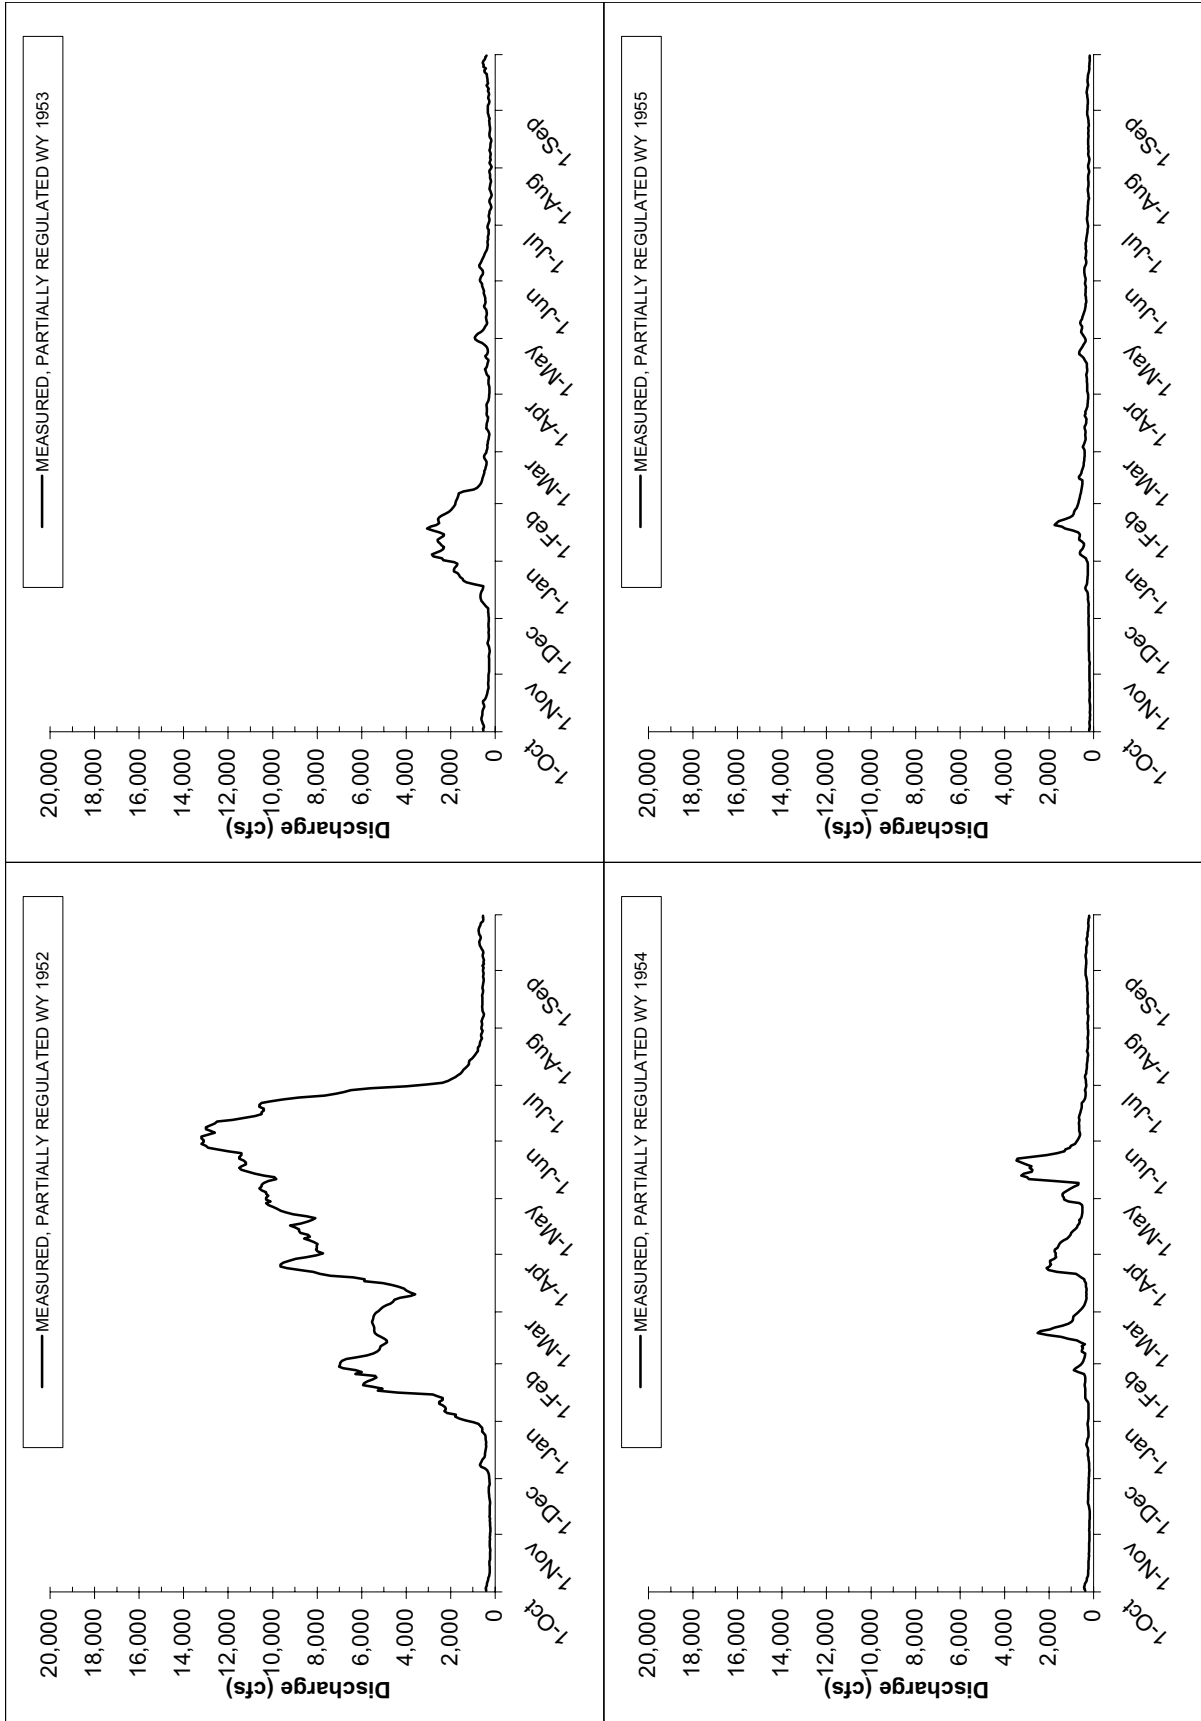 MEASURED, PARTIALLY REGULATED WY 1952
Discharge (cfs)
20,000
18,000
16,000
14,000
12,000
10,000
8,000
6,000
4,000
2,000
0
1-Oct
1-Nov
1-Dec
1-Jan
1-Feb
1-Mar
1-Apr
1-May
1-Jun
1-Jul
1-Aug
1-Sep
MEASURED, PARTIALLY REGULATED WY 1953
Discharge (cfs)
20,000
18,000
16,000
14,000
12,000
10,000
8,000
6,000
4,000
2,000
0
1-Oct
1-Nov
1-Dec
1-Jan
1-Feb
1-Mar
1-Apr
1-May
1-Jun
1-Jul
1-Aug
1-Sep
MEASURED, PARTIALLY REGULATED WY 1954
Discharge (cfs)
20,000
18,000
16,000
14,000
12,000
10,000
8,000
6,000
4,000
2,000
0
1-Oct
1-Nov
1-Dec
1-Jan
1-Feb
1-Mar
1-Apr
1-May
1-Jun
1-Jul
1-Aug
1-Sep
MEASURED, PARTIALLY REGULATED WY 1955
Discharge (cfs)
20,000
18,000
16,000
14,000
12,000
10,000
8,000
6,000
4,000
2,000
0
1-Oct
1-Nov
1-Dec
1-Jan
1-Feb
1-Mar
1-Apr
1-May
1-Jun
1-Jul
1-Aug
1-Sep